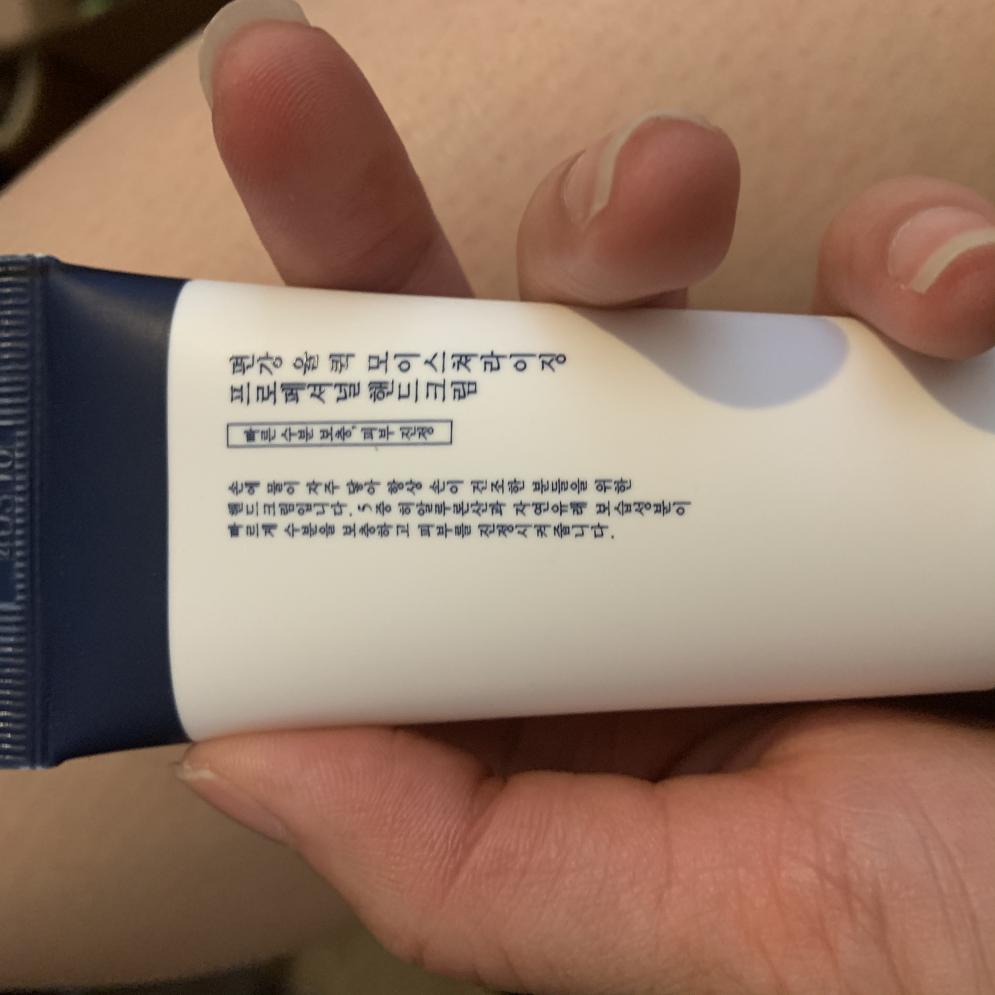 편강 율 퀵 모이스처라이징
프로페셔널 핸드크림
빠른 수분 보충, 피부 진정
손에 물이 자주 닿아 항상 손이 건조한 분들을 위한
핸드크림입니다. 5종 히알루론산과 자연유래 보습성분이
빠르게 수분을 보충하고 피부를 진정시켜줍니다.